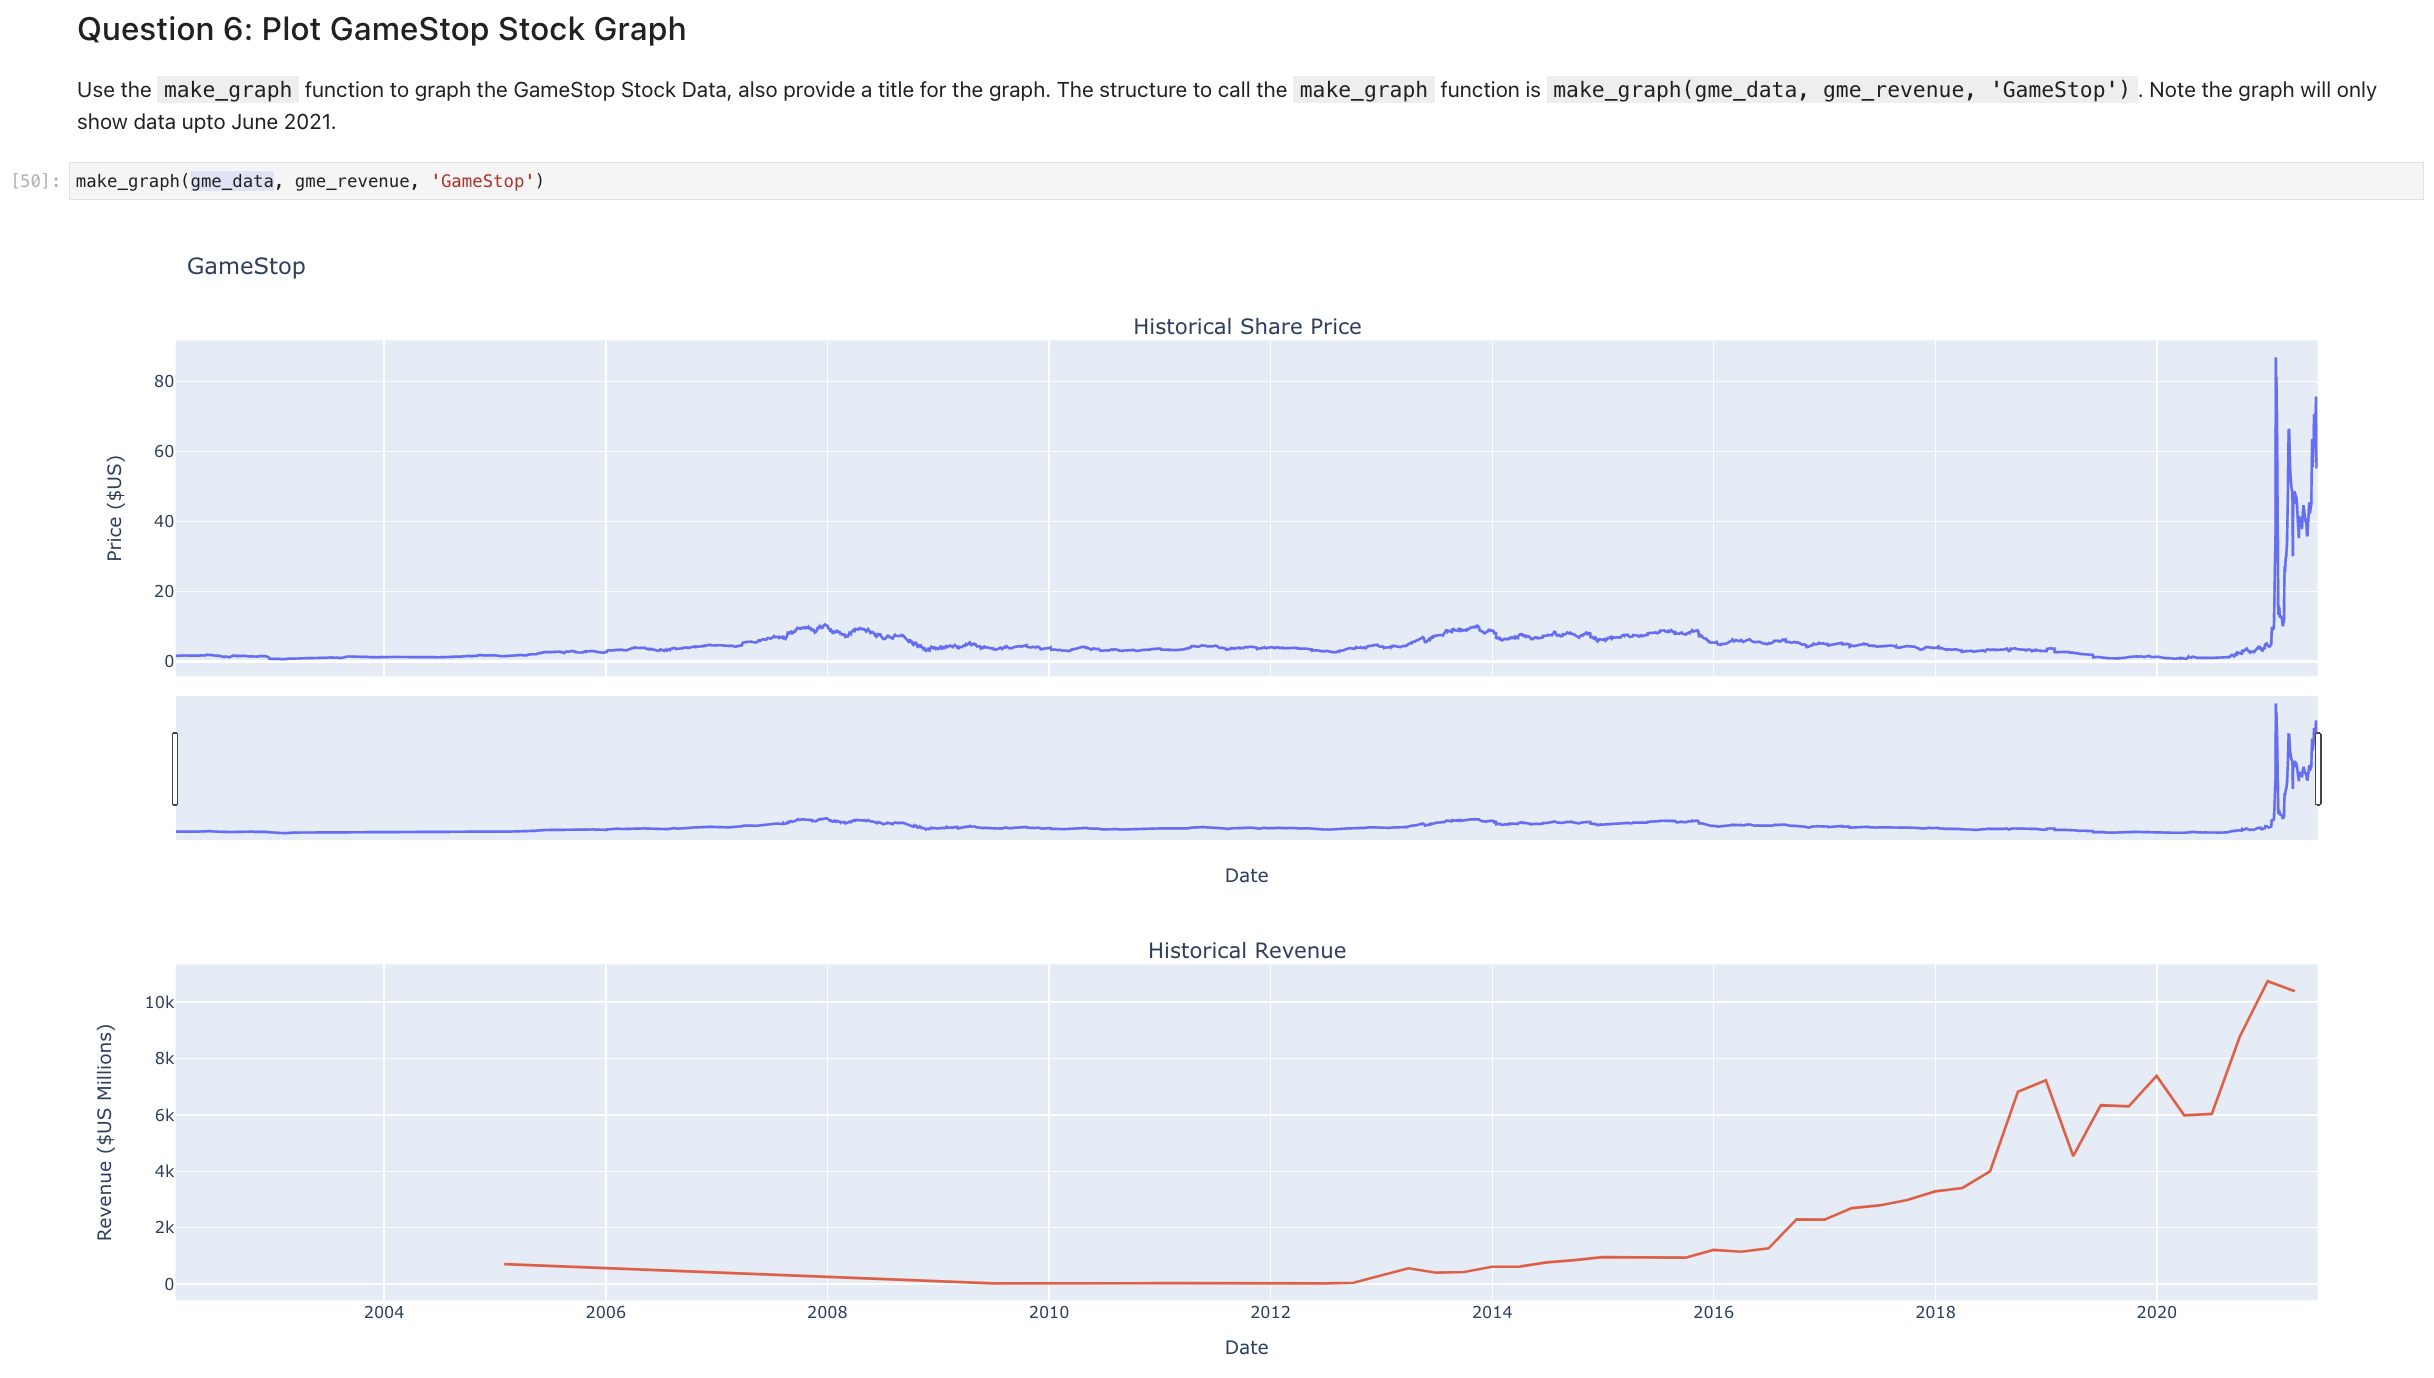 Question 6: Plot GameStop Stock Graph
Use the make_graph function to graph the GameStop Stock Data, also provide a title for the graph. The structure to call the make_graph function is make_graph(gme_data, gme_revenue, 'GameStop'). Note the graph will only
show data upto June 2021.
[50]: make_graph(gme_data, gme_revenue, 'GameStop')
GameStop
Historical Share Price
80
60
40
20
0
Price ($US)
Date
Historical Revenue
10k
8k
6k
4k
2k
0
Revenue ($US Millions)
2004 2006 2008 2010 2012 2014 2016 2018 2020
Date